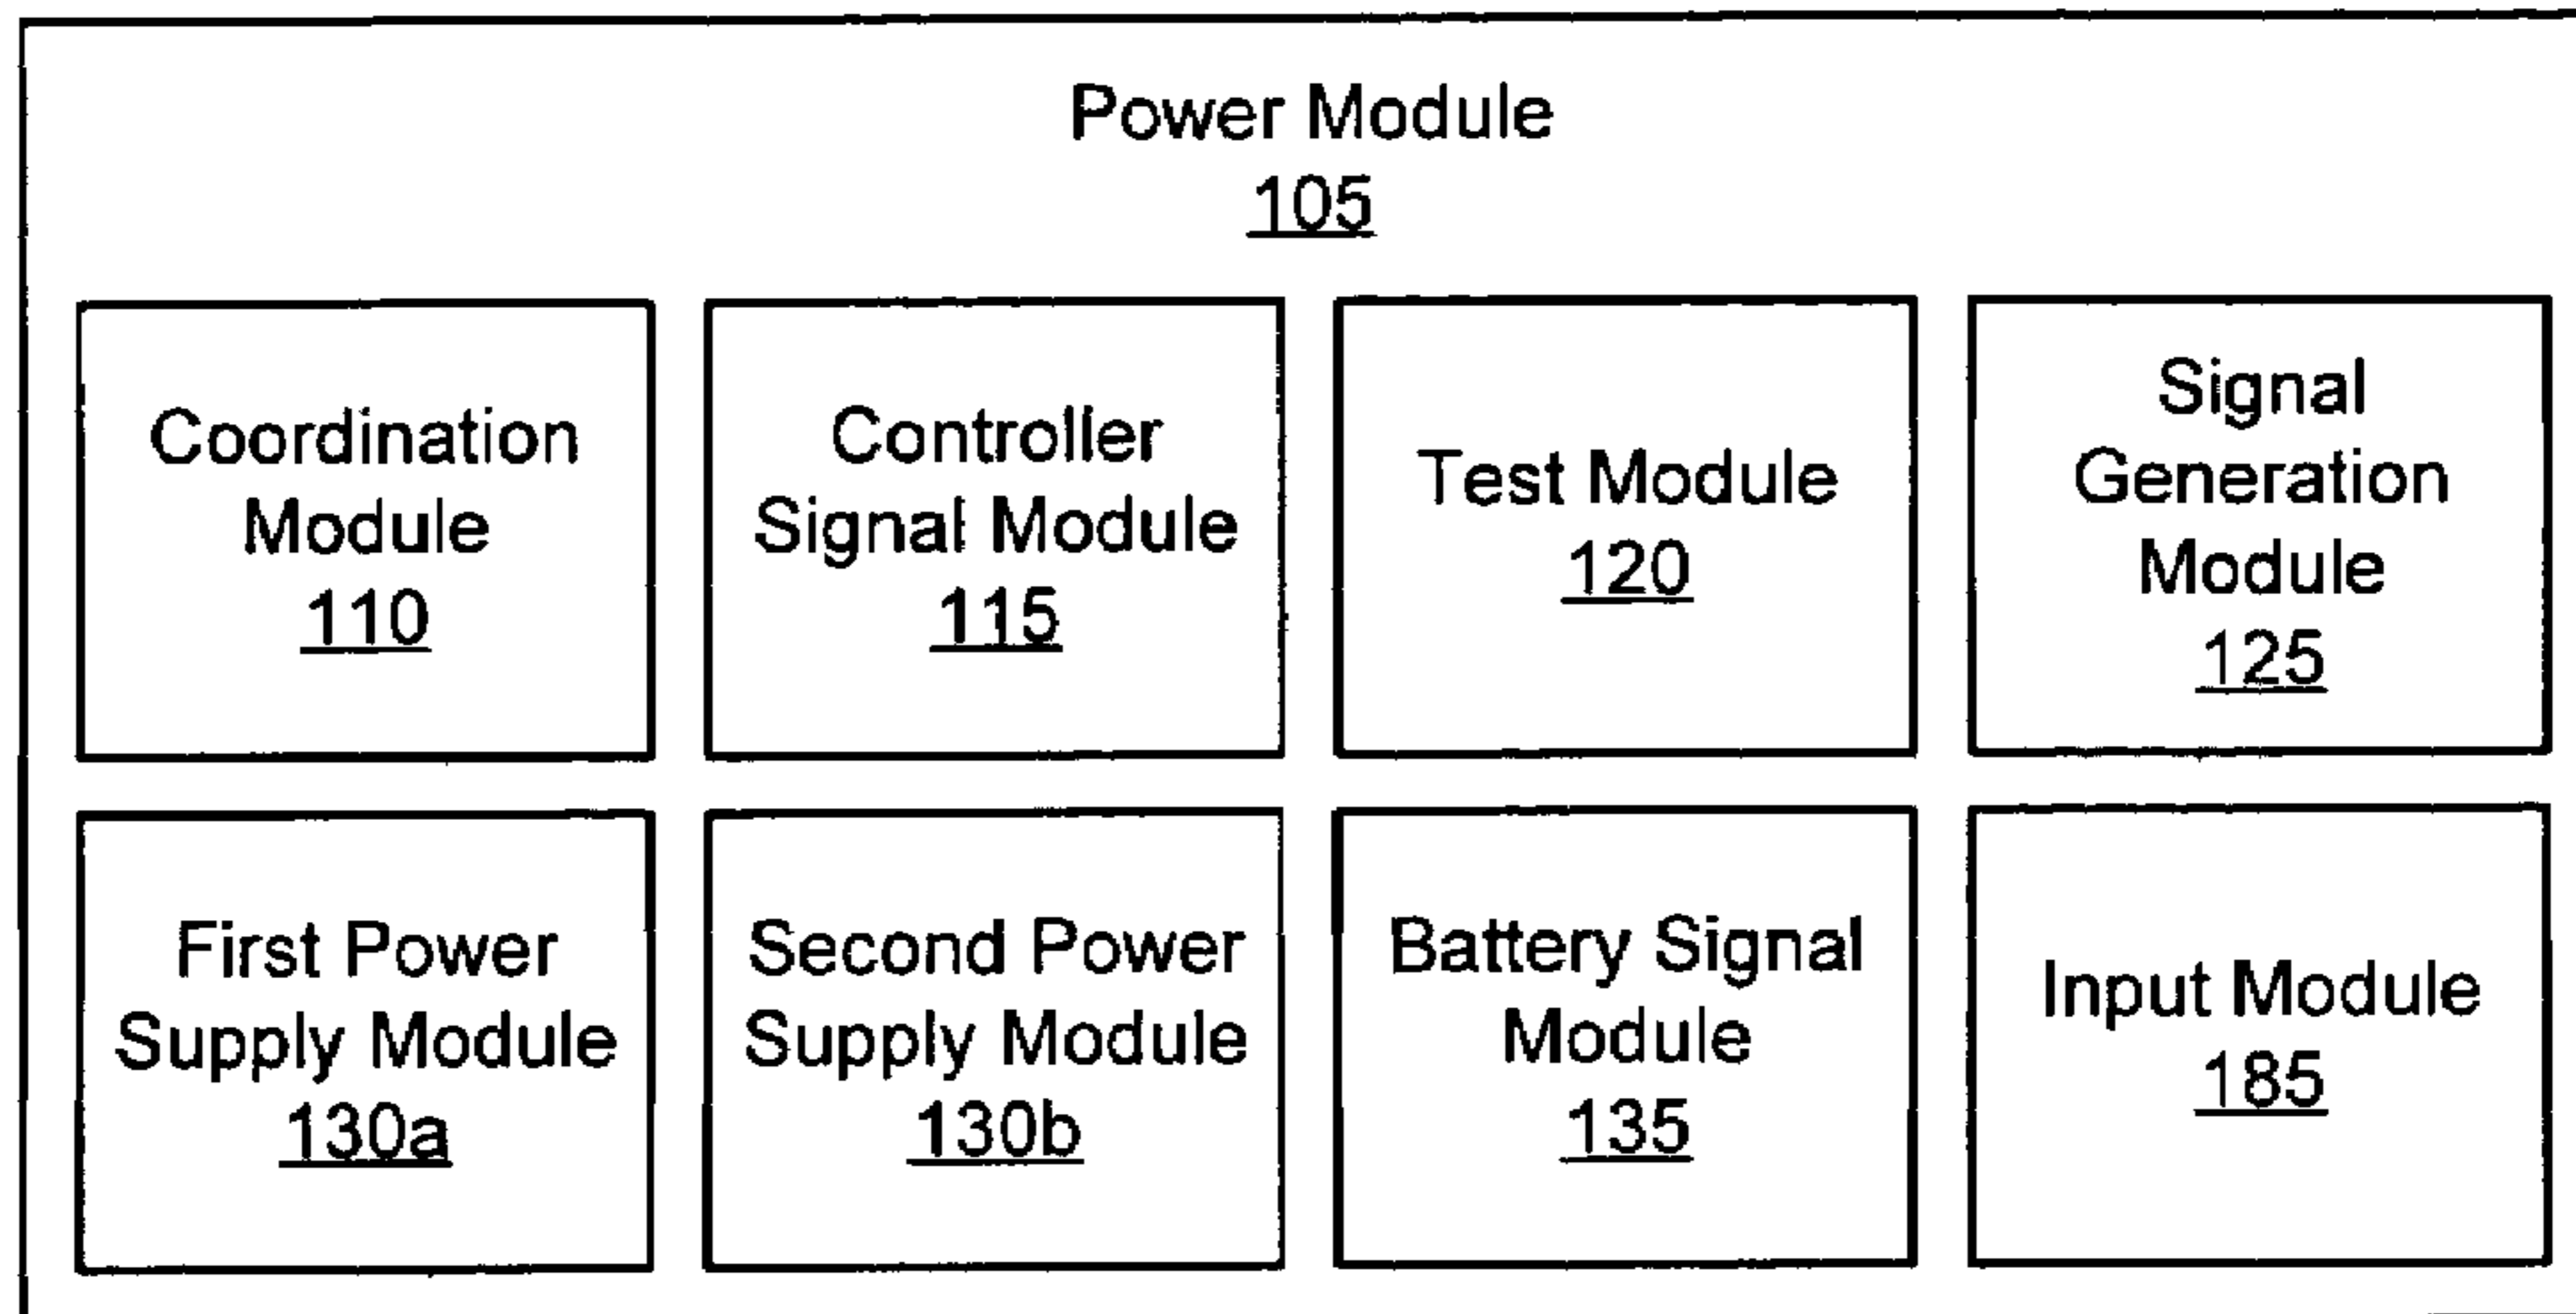 Power Module
105
Coordination
Module
110
Controller
Signal Module
115
Test Module
120
Signal
Generation
Module
125
First Power
Supply Module
130a
Second Power
Supply Module
130b
Battery Signal
Module
135
Input Module
185